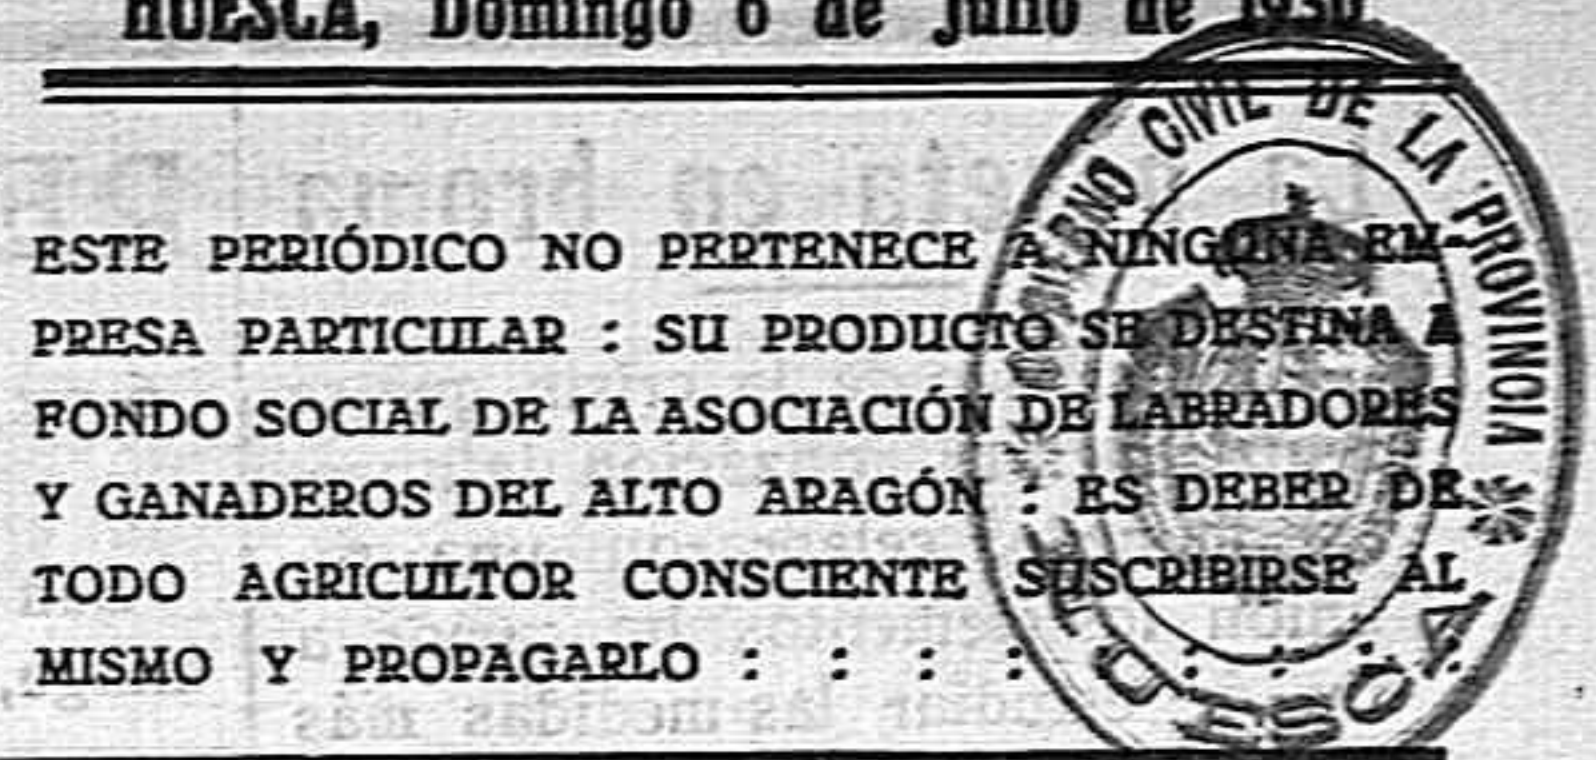 HUESCA, Domingo 6 de Julio de 1930
ESTE PERIÓDICO NO PERTENECE A NINGUNA EM-
PRESA PARTICULAR : SU PRODUCTO SE DESTINA A
FONDO SOCIAL DE LA ASOCIACIÓN DE LABRADORES
Y GANADEROS DEL ALTO ARAGÓN : ES DEBER DE
TODO AGRICULTOR CONSCIENTE SUSCRIBIRSE AL
MISMO Y PROPAGARLO : : : : : : :
GOBIERNO CIVIL DE LA PROVINCIA * DE